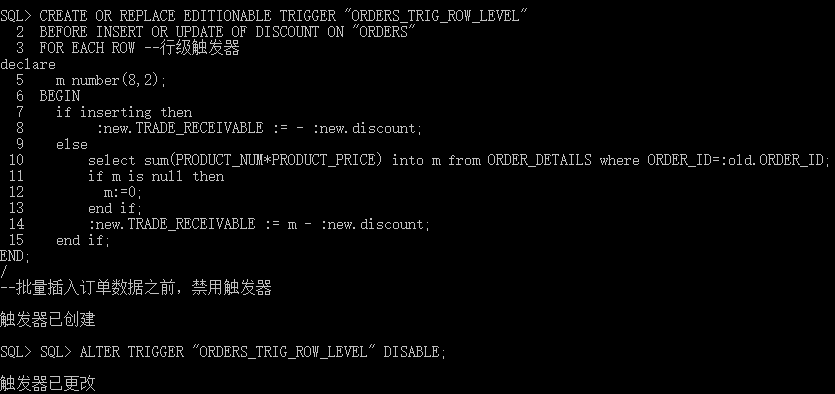 SQL> CREATE OR REPLACE EDITIONABLE TRIGGER "ORDERS_TRIG_ROW_LEVEL"
  2  BEFORE INSERT OR UPDATE OF DISCOUNT ON "ORDERS"
  3  FOR EACH ROW --行级触发器
declare
  5    m number(8,2);
  6  BEGIN
  7    if inserting then
  8         :new.TRADE_RECEIVABLE := - :new.discount;
  9    else
 10        select sum(PRODUCT_NUM*PRODUCT_PRICE) into m from ORDER_DETAILS where ORDER_ID=:old.ORDER_ID;
 11        if m is null then
 12          m:=0;
 13        end if;
 14        :new.TRADE_RECEIVABLE := m - :new.discount;
 15    end if;
END;
/
--批量插入订单数据之前，禁用触发器
触发器已创建
SQL> SQL> ALTER TRIGGER "ORDERS_TRIG_ROW_LEVEL" DISABLE;
触发器已更改